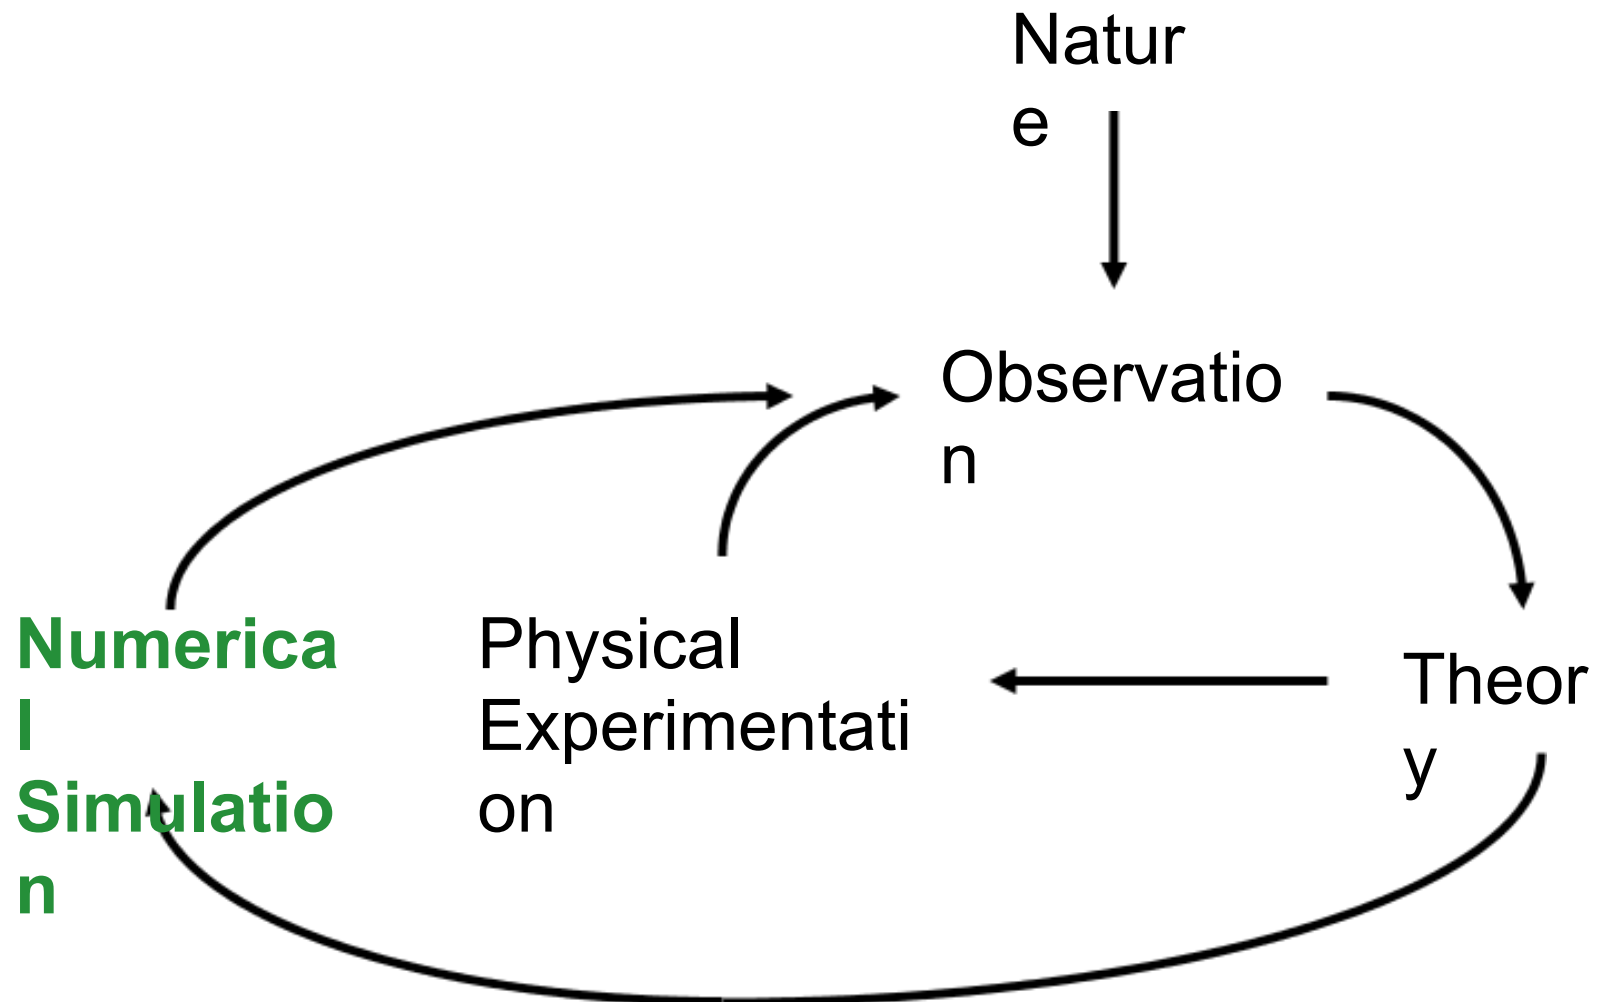 Natur
e
Observatio
n
Numerica
l
Simulatio
n
Physical
Experimentati
on
Theor
y